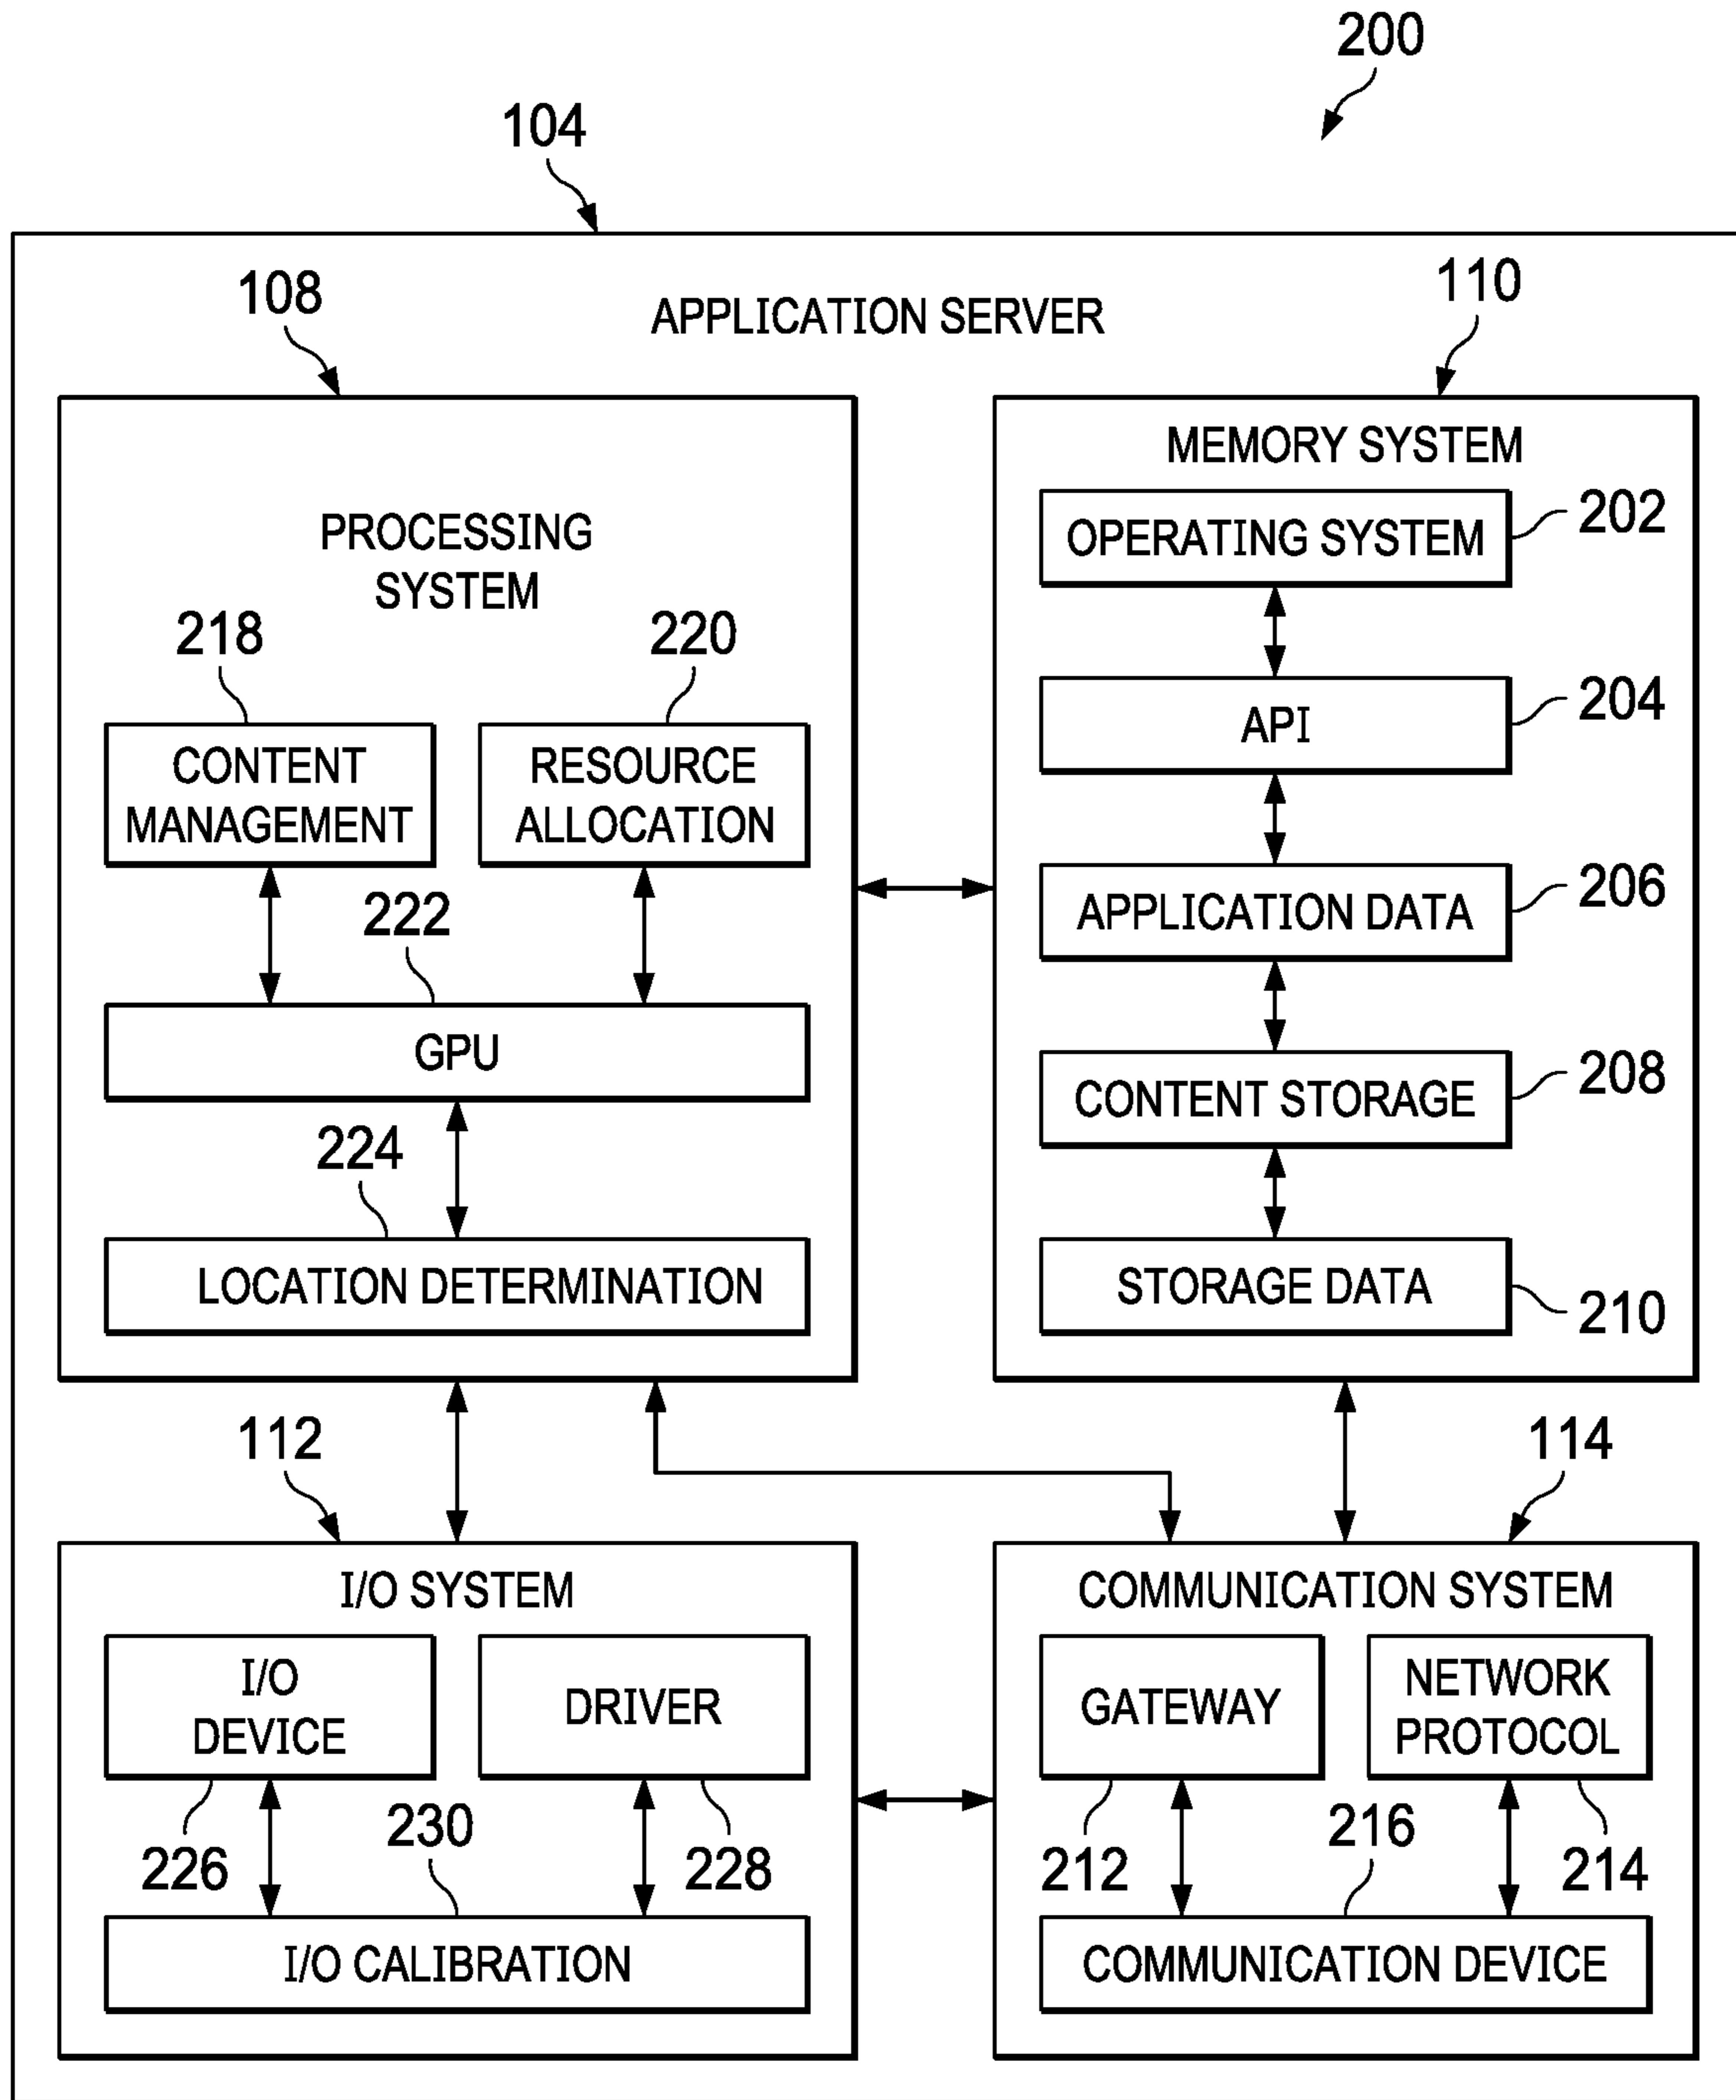 200
104
APPLICATION SERVER
108
110
PROCESSING
SYSTEM
218
220
CONTENT
MANAGEMENT
RESOURCE
ALLOCATION
222
GPU
224
LOCATION DETERMINATION
MEMORY SYSTEM
OPERATING SYSTEM
202
API
204
APPLICATION DATA
206
CONTENT STORAGE
208
STORAGE DATA
210
112
114
I/O SYSTEM
I/O
DEVICE
DRIVER
226
230
228
I/O CALIBRATION
COMMUNICATION SYSTEM
GATEWAY
NETWORK
PROTOCOL
212
216
214
COMMUNICATION DEVICE